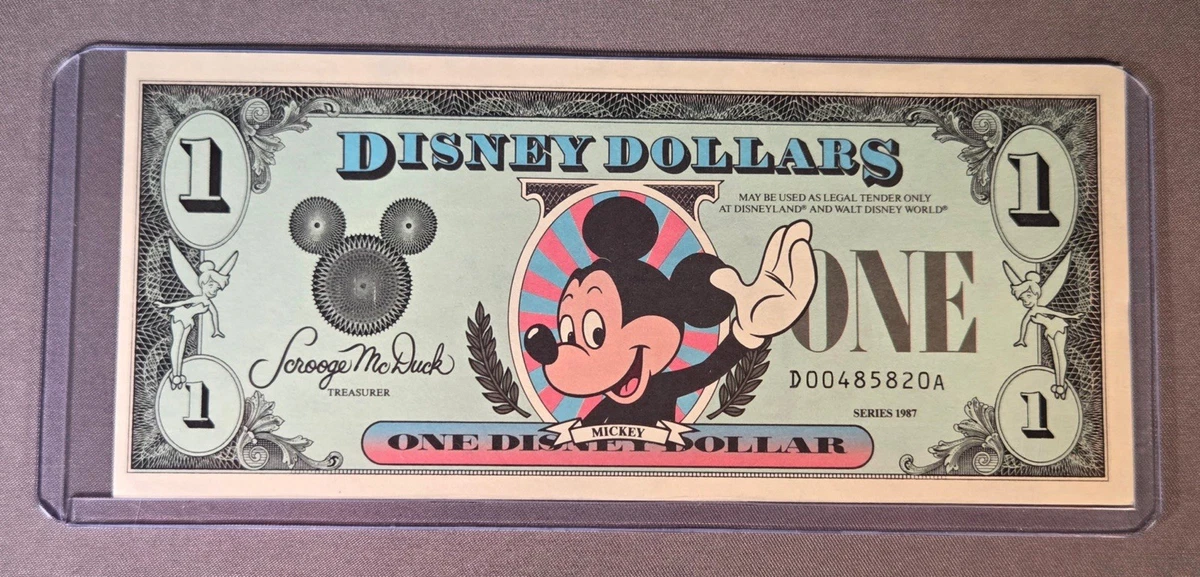 1
1
DISNEY DOLLARS
MAY BE USED AS LEGAL TENDER ONLY
AT DISNEYLAND® AND WALT DISNEY WORLD®
ONE
Scrooge McDuck
TREASURER
D00485820A
SERIES 1987
1
1
MICKEY
ONE DISNEY DOLLAR